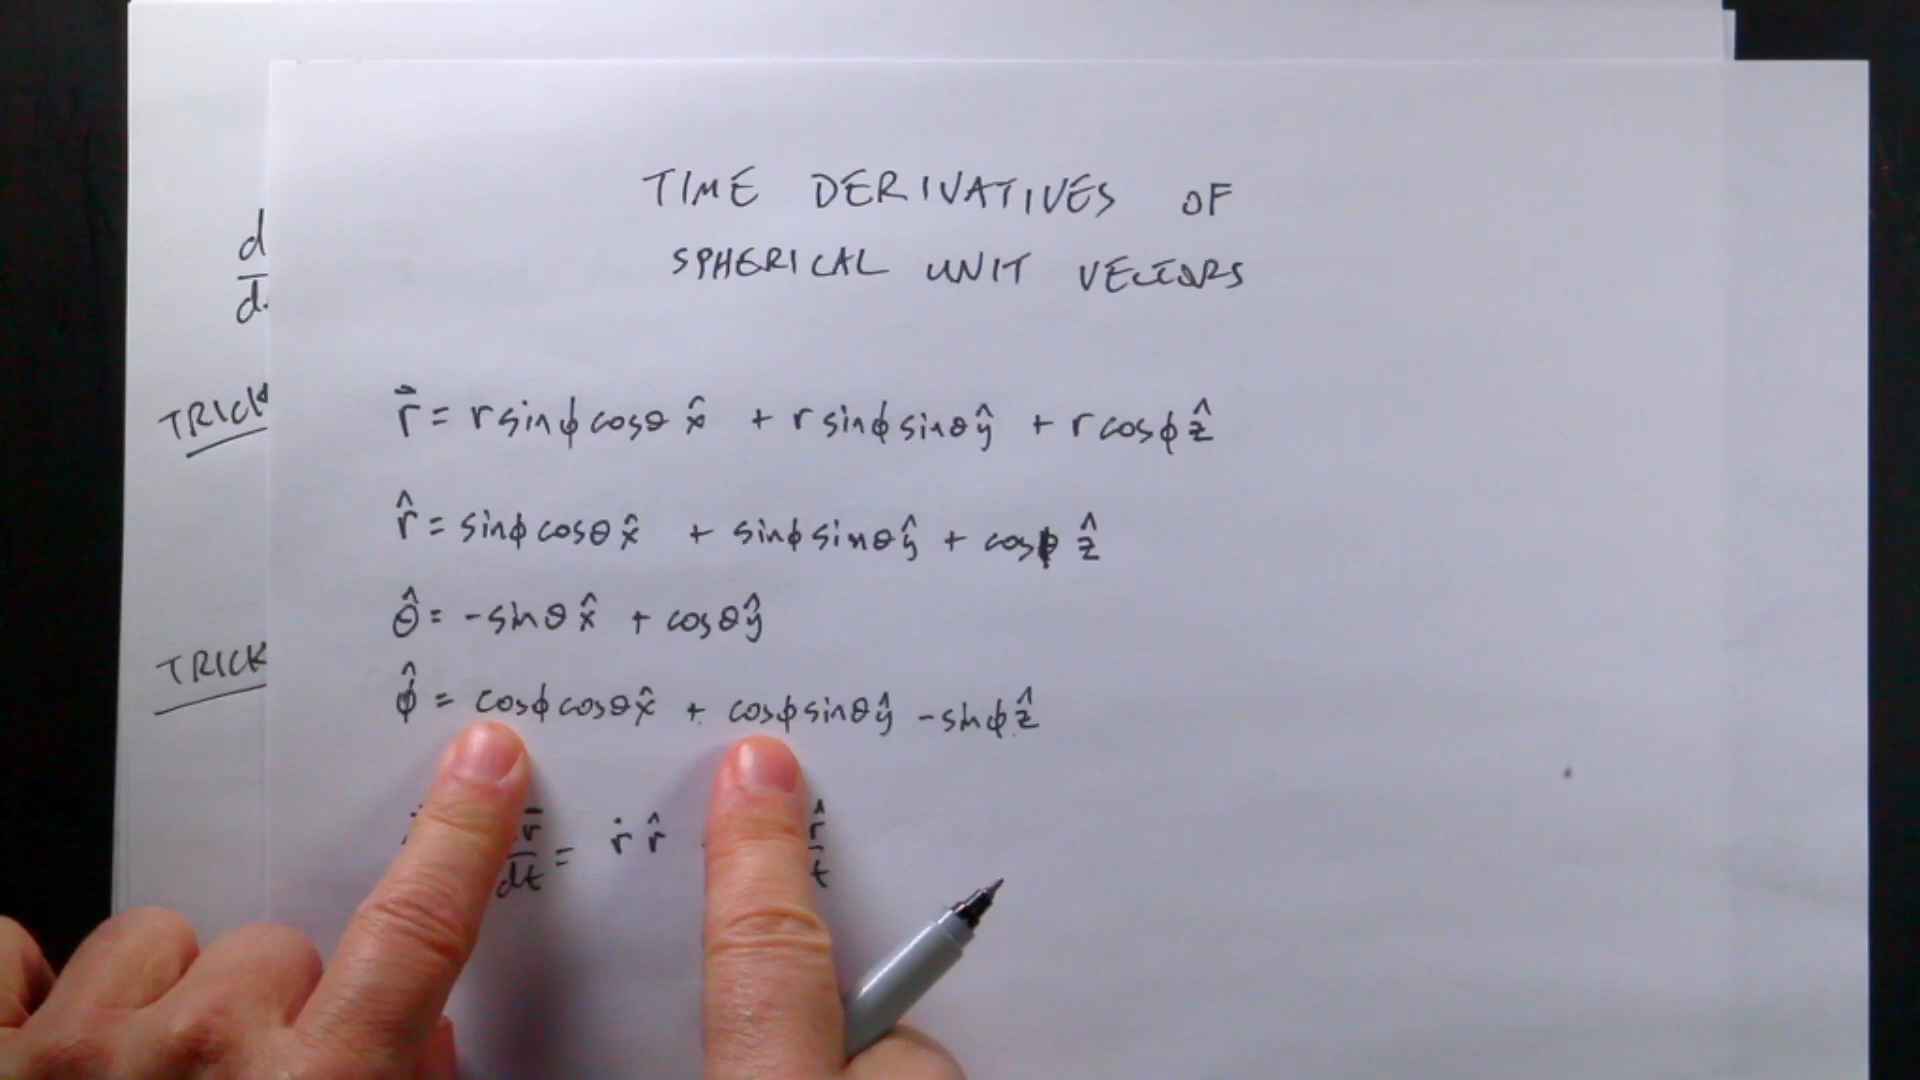 TIME DERIVATIVES OF
SPHERICAL UNIT VECTORS
d
d
TRICK
r⃗ = r sinϕ cosθ x̂ + r sinϕ sinθ ŷ + r cosϕ ẑ
r̂ = sinϕ cosθ x̂ + sinϕ sinθ ŷ + cosϕ ẑ
θ̂ = -sinθ x̂ + cosθ ŷ
TRICK
ϕ̂ = cosϕ cosθ x̂ + cosϕ sinθ ŷ - sinϕ ẑ
r̄/dt = ṙ r̂ r̂/t